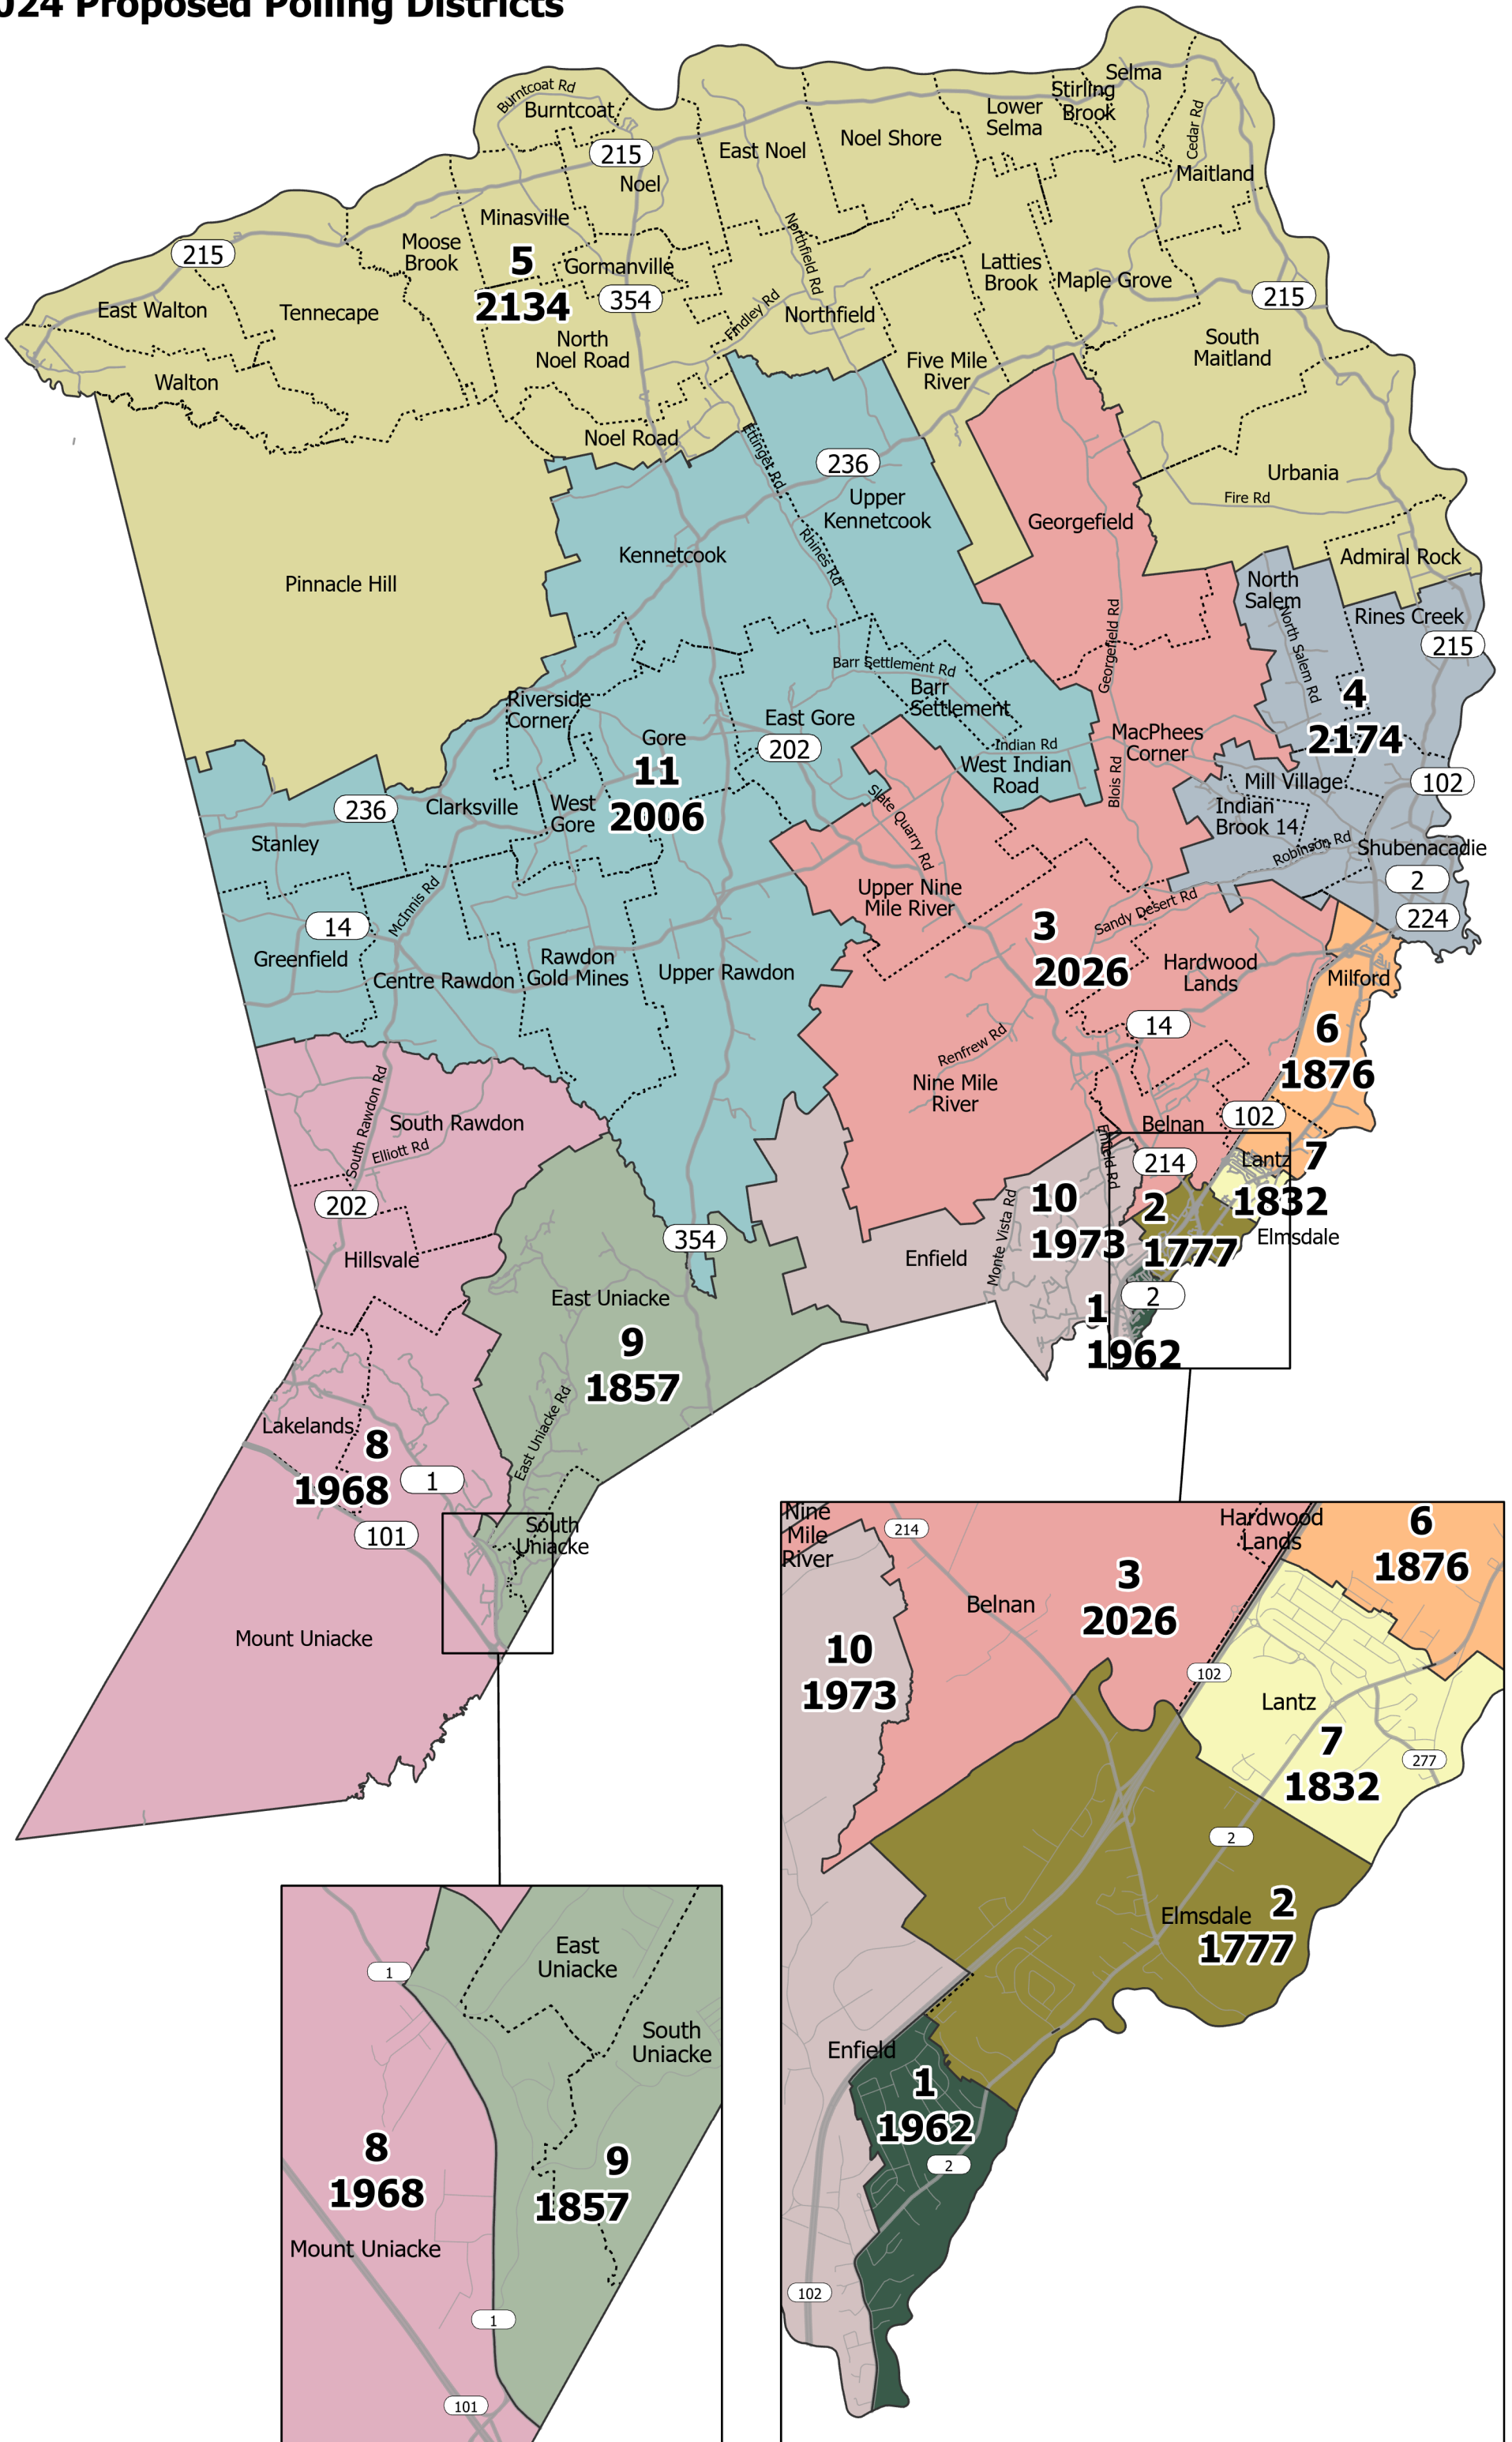 024 Proposed Polling Districts
Selma
Stirling
Brook
Burntcoat Rd
Burntcoat
Lower
Selma
Cedar Rd
Noel Shore
East Noel
215
Noel
Maitland
Minasville
Northfield Rd
Moose
Brook
215
5
2134
Gormanville
354
Latties
Brook
Maple Grove
215
East Walton
Tennecape
Findley Rd
Northfield
North
Noel Road
South
Maitland
Five Mile
River
Walton
Noel Road
Ettinger Rd
236
Urbania
Fire Rd
Upper
Kennetcook
Georgefield
Kennetcook
Rhines Rd
Admiral Rock
Pinnacle Hill
North
Salem
Rines Creek
North Salem Rd
215
Georgefield Rd
Barr Settlement Rd
Barr
Settlement
4
2174
Riverside
Corner
East Gore
Gore
202
Indian Rd
MacPhees
Corner
West Indian
Road
11
2006
Blois Rd
Mill Village
102
236
Clarksville
West
Gore
Slate Quarry Rd
Indian
Brook 14
Robinson Rd
Shubenacadie
Stanley
2
McInnis Rd
Upper Nine
Mile River
Sandy Desert Rd
224
14
3
2026
Greenfield
Centre Rawdon
Rawdon
Gold Mines
Upper Rawdon
Hardwood
Lands
Milford
14
6
1876
Renfrew Rd
Nine Mile
River
South Rawdon Rd
South Rawdon
Elliott Rd
Belnan
102
Enfield Rd
214
Lantz
7
1832
202
Monte Vista Rd
10
1973
2
1777
Elmsdale
354
Hillsvale
Enfield
East Uniacke
2
1
1962
9
1857
East Uniacke Rd
Lakelands
8
1968
1
101
South
Uniacke
Mount Uniacke
Nine
Mile
River
214
Hardwood
Lands
6
1876
3
2026
Belnan
10
1973
102
Lantz
7
1832
277
2
Elmsdale
2
1777
Enfield
1
1962
2
102
East
Uniacke
1
South
Uniacke
8
1968
9
1857
Mount Uniacke
1
101